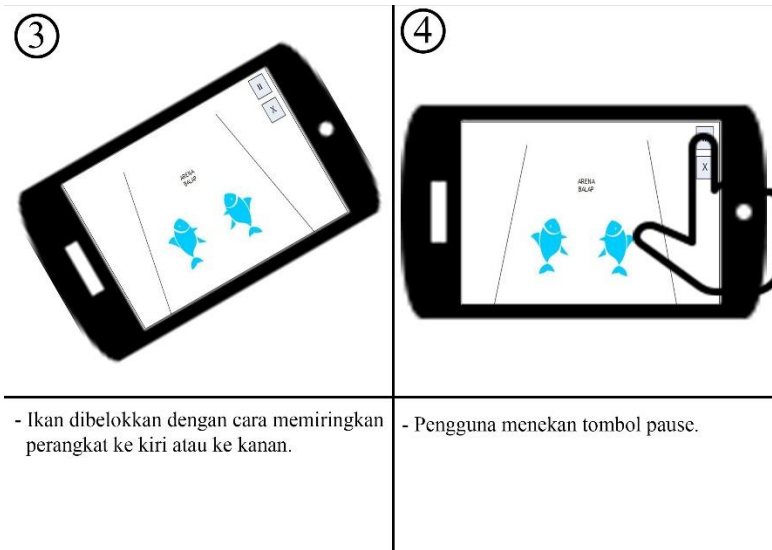 3
II
X
ARENA
BALAP
- Ikan dibelokkan dengan cara memiringkan
perangkat ke kiri atau ke kanan.
4
X
ARENA
BALAP
- Pengguna menekan tombol pause.